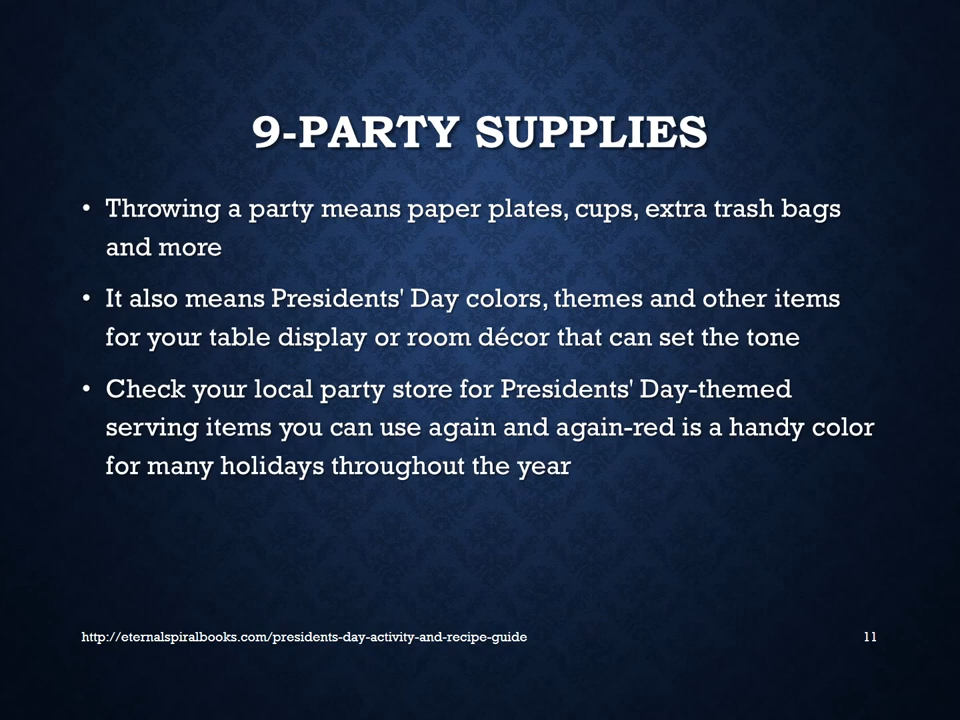 9-PARTY SUPPLIES
• Throwing a party means paper plates, cups, extra trash bags
and more
• It also means Presidents' Day colors, themes and other items
for your table display or room décor that can set the tone
• Check your local party store for Presidents' Day-themed
serving items you can use again and again-red is a handy color
for many holidays throughout the year
http://eternalspiralbooks.com/presidents-day-activity-and-recipe-guide
11